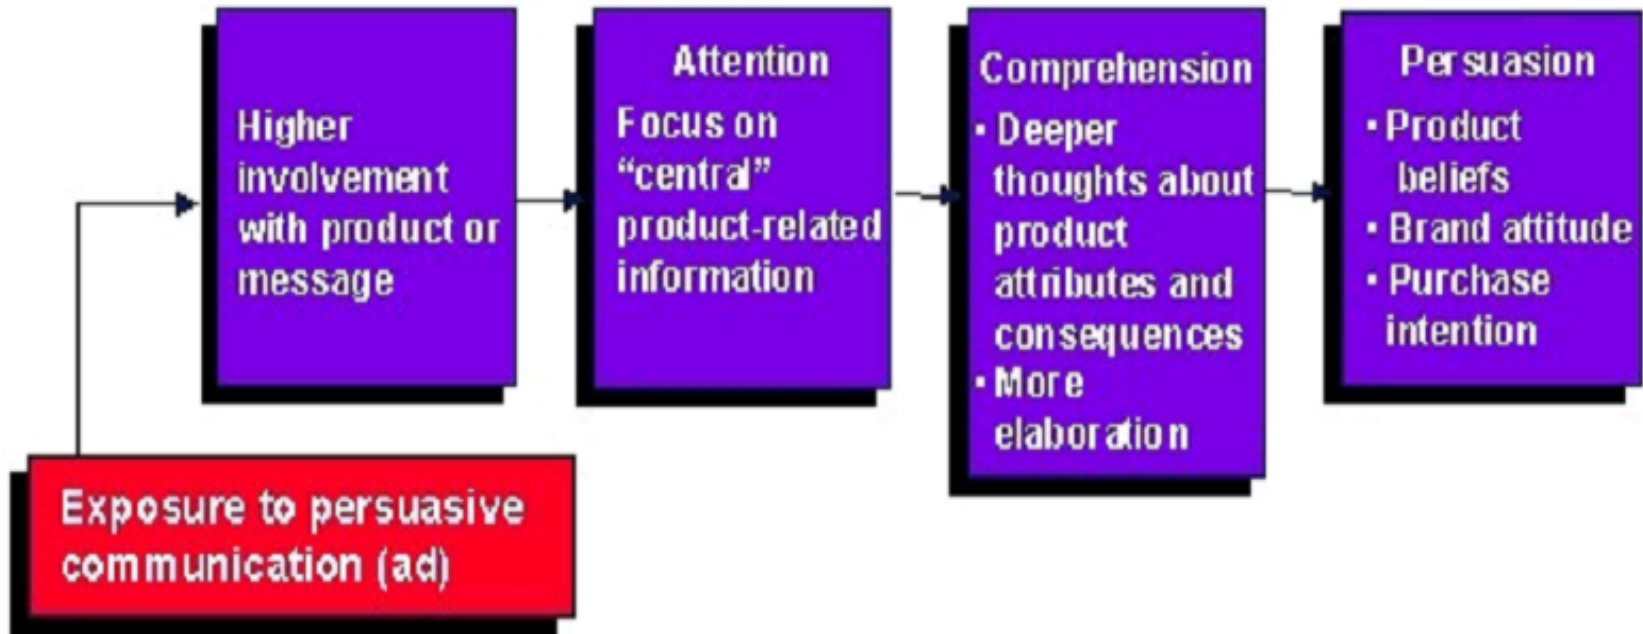 Higher
involvement
with product or
message
Attention
Focus on
“central”
product-related
information
Comprehension
▪ Deeper
thoughts about
product
attributes and
consequences
▪ More
elaboration
Persuasion
▪ Product
beliefs
▪ Brand attitude
▪ Purchase
intention
Exposure to persuasive
communication (ad)